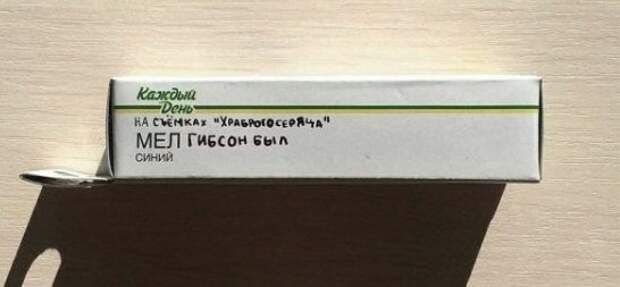 Каждый
День
НА СЪЁМКАХ "ХРАБРОГОСЕРДЦА"
МЕЛ ГИБСОН БЫЛ
СИНИЙ